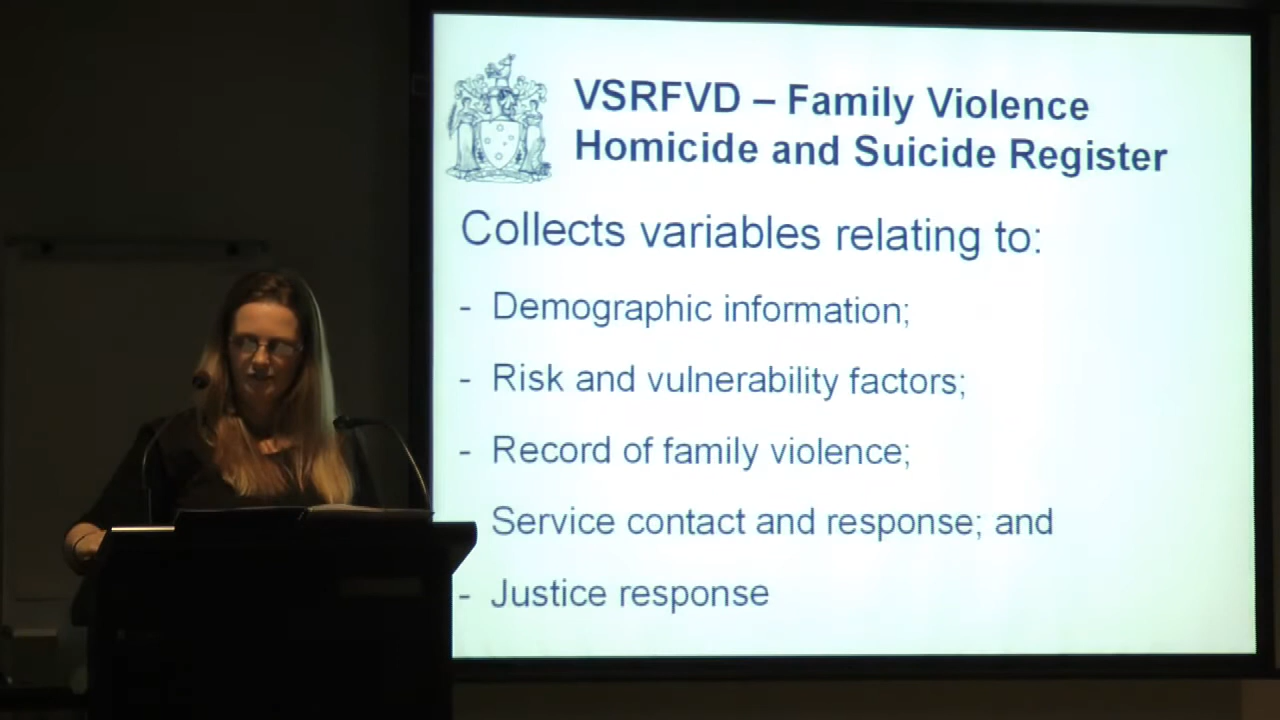 VSRFVD – Family Violence
Homicide and Suicide Register
Collects variables relating to:
- Demographic information;
- Risk and vulnerability factors;
- Record of family violence;
Service contact and response; and
- Justice response